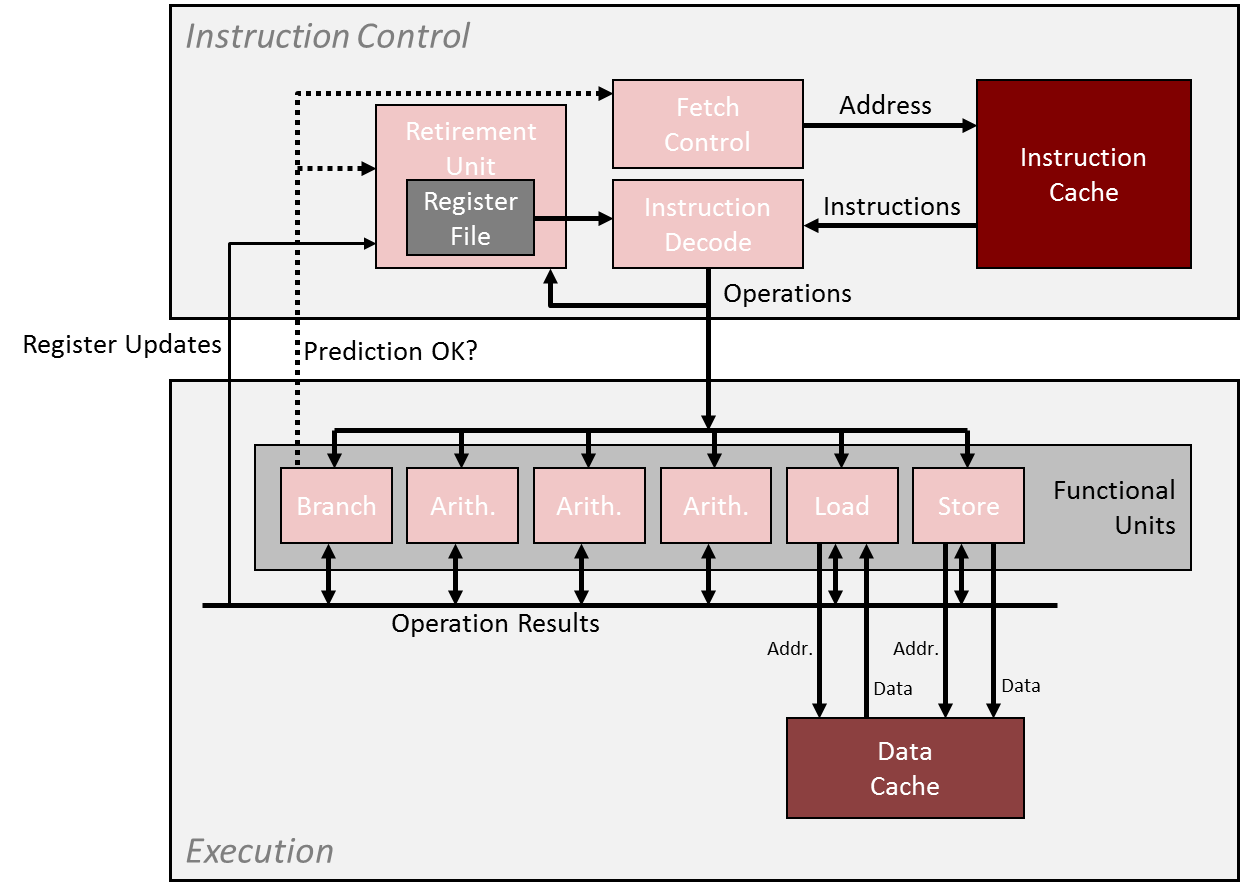 Instruction Control
Retirement
Unit
Register
File
Fetch
Control
Address
Instruction
Cache
Instruction
Decode
Instructions
Operations
Register Updates
Prediction OK?
Branch
Arith.
Arith.
Arith.
Load
Store
Functional
Units
Operation Results
Addr.
Data
Addr.
Data
Data
Cache
Execution